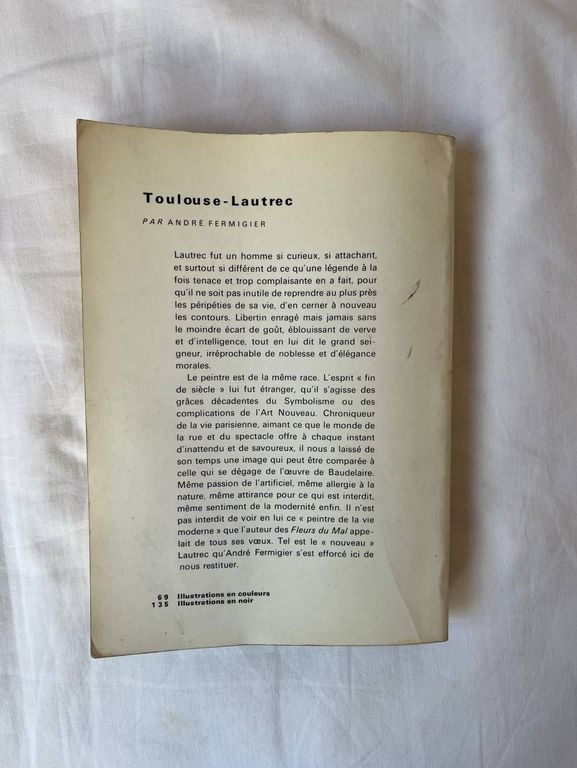 Toulouse-Lautrec
PAR ANDRÉ FERMIGIER
Lautrec fut un homme si curieux, si attachant,
et surtout si différent de ce qu'une légende à la
fois tenace et trop complaisante en a fait, pour
qu'il ne soit pas inutile de reprendre au plus près
les péripéties de sa vie, d'en cerner à nouveau
les contours. Libertin enragé mais jamais sans
le moindre écart de goût, éblouissant de verve
et d'intelligence, tout en lui dit le grand sei-
gneur, irréprochable de noblesse et d'élégance
morales.
Le peintre est de la même race. L'esprit « fin
de siècle » lui fut étranger, qu'il s'agisse des
grâces décadentes du Symbolisme ou des
complications de l'Art Nouveau. Chroniqueur
de la vie parisienne, aimant ce que le monde de
la rue et du spectacle offre à chaque instant
d'inattendu et de savoureux, il nous a laissé de
son temps une image qui peut être comparée à
celle qui se dégage de l'œuvre de Baudelaire.
Même passion de l'artificiel, même allergie à la
nature, même attirance pour ce qui est interdit,
même sentiment de la modernité enfin. Il n'est
pas interdit de voir en lui ce « peintre de la vie
moderne » que l'auteur des Fleurs du Mal appe-
lait de tous ses vœux. Tel est le « nouveau »
Lautrec qu'André Fermigier s'est efforcé ici de
nous restituer.
69 Illustrations en couleurs
135 Illustrations en noir